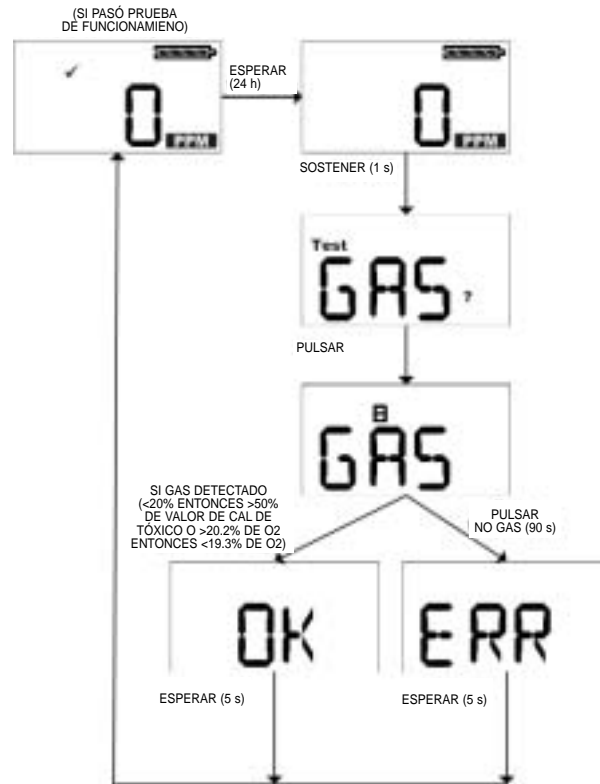 (SI PASÓ PRUEBA
DE FUNCIONAMIENO)
0
PPM
ESPERAR
(24 h)
0
PPM
SOSTENER (1 s)
Test
GAS ?
PULSAR
GAS
SI GAS DETECTADO
(<20% ENTONCES >50%
DE VALOR DE CAL DE
TÓXICO O >20.2% DE O2
ENTONCES <19.3% DE O2)
PULSAR
NO GAS (90 s)
OK
ERR
ESPERAR (5 s)
ESPERAR (5 s)